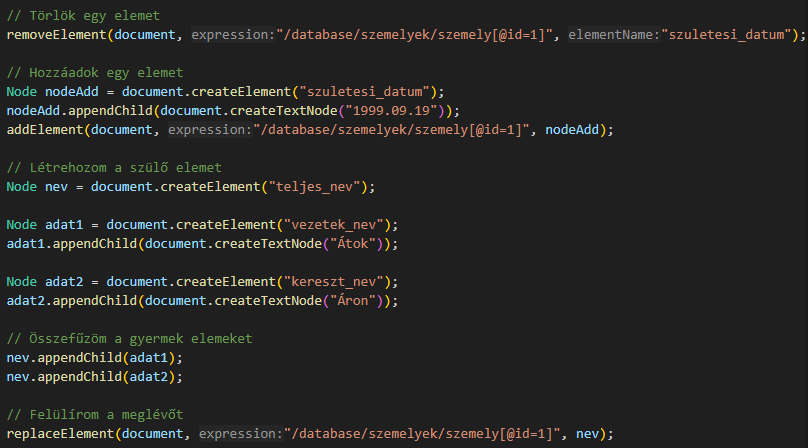 // Törlök egy elemet
removeElement(document, expression:"/database/szemelyek/szemely[@id=1]", elementName:"szuletesi_datum");
// Hozzáadok egy elemet
Node nodeAdd = document.createElement("szuletesi_datum");
nodeAdd.appendChild(document.createTextNode("1999.09.19"));
addElement(document, expression:"/database/szemelyek/szemely[@id=1]", nodeAdd);
// Létrehozom a szülő elemet
Node nev = document.createElement("teljes_nev");
Node adat1 = document.createElement("vezetek_nev");
adat1.appendChild(document.createTextNode("Átok"));
Node adat2 = document.createElement("kereszt_nev");
adat2.appendChild(document.createTextNode("Áron"));
// Összefűzöm a gyermek elemeket
nev.appendChild(adat1);
nev.appendChild(adat2);
// Felülírom a meglévőt
replaceElement(document, expression:"/database/szemelyek/szemely[@id=1]", nev);